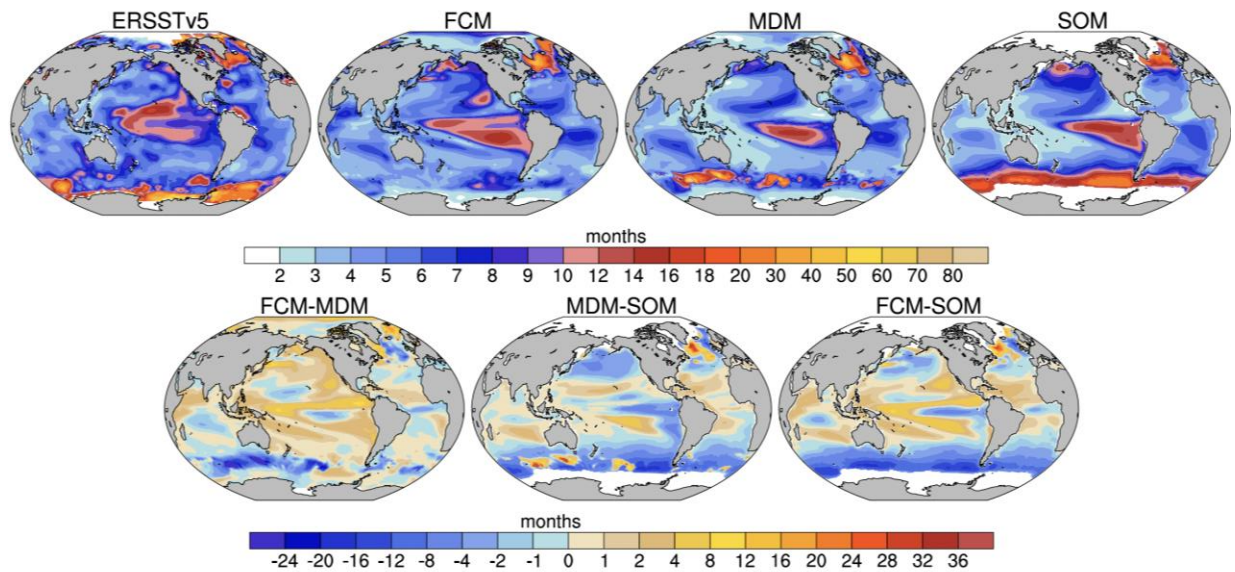 ERSSTv5 FCM MDM SOM
months
2 3 4 6 7 8 9 10 12 14 16 18 20 30 40 50 60 70 80
FCM-MDM MDM-SOM FCM-SOM
months
-24 -20 -16 -12 -8 -4 -2 -1 0 1 2 4 8 12 16 20 24 28 32 36